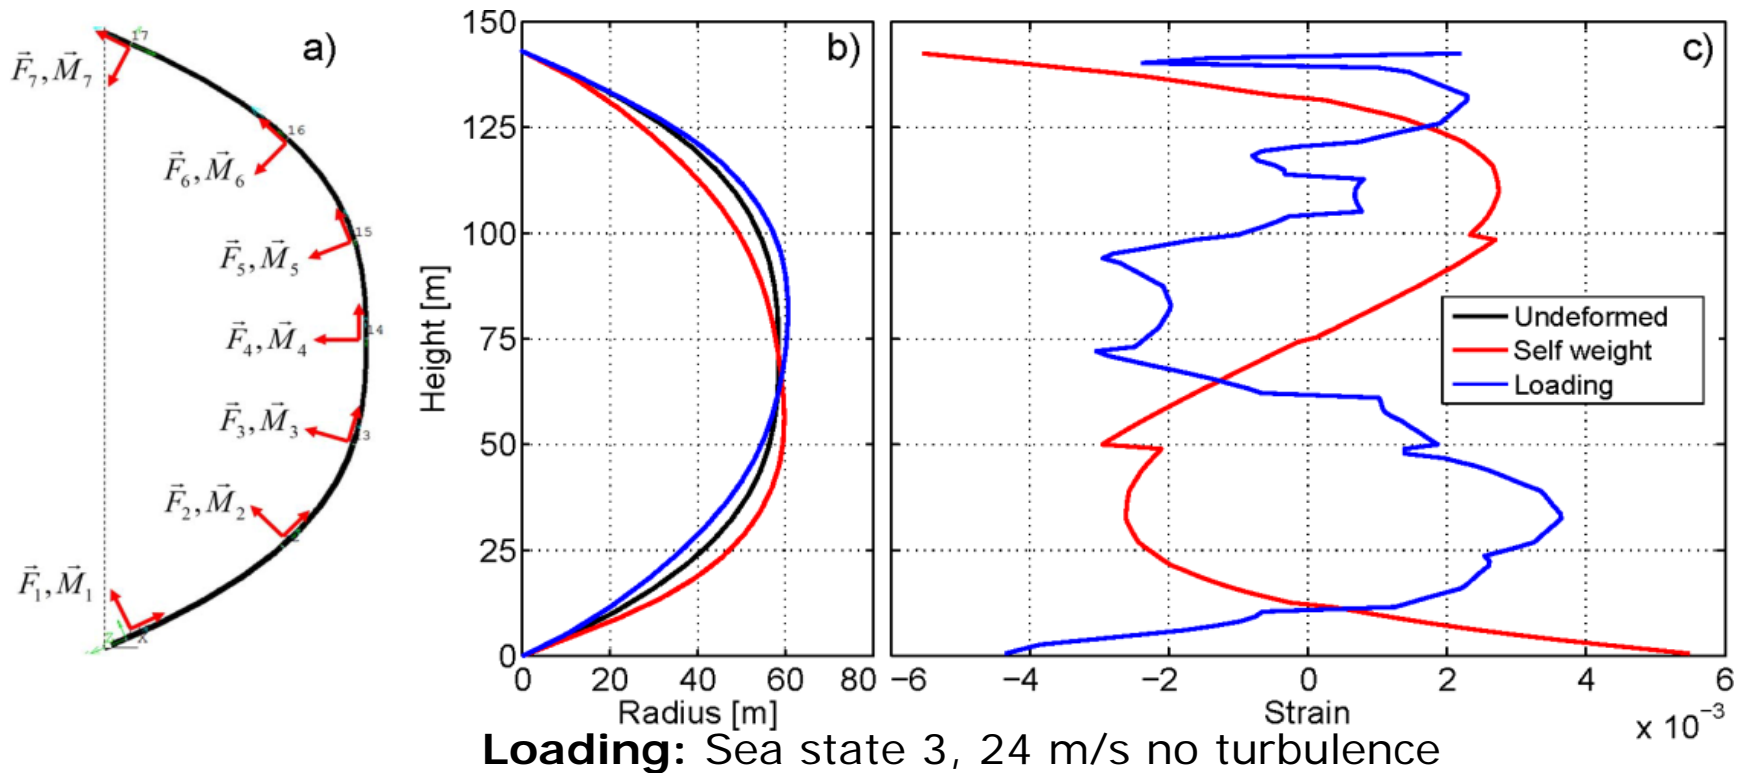 a)
17
F⃗₇, M⃗₇
16
F⃗₆, M⃗₆
15
F⃗₅, M⃗₅
14
F⃗₄, M⃗₄
F⃗₃, M⃗₃
3
F⃗₂, M⃗₂
F⃗₁, M⃗₁
Z
X
b)
150
125
100
75
50
25
0
Height [m]
0 20 40 60 80
Radius [m]
c)
Undeformed
Self weight
Loading
−6 −4 −2 0 2 4 6
Strain
x 10⁻³
Loading: Sea state 3, 24 m/s no turbulence